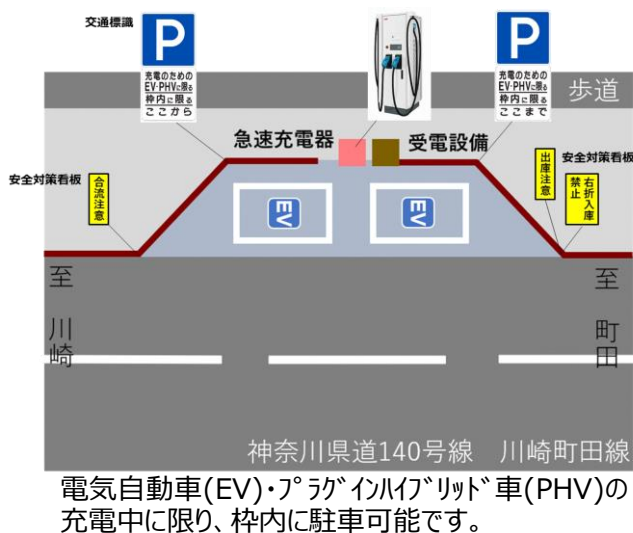 交通標識
P
充電のための
EV・PHVに限る
枠内に限る
ここから
P
充電のための
EV・PHVに限る
枠内に限る
ここまで
歩道
急速充電器
受電設備
安全対策看板
合流注意
出庫注意
右折入庫
禁止
安全対策看板
EV
EV
至 川崎
至 町田
神奈川県道140号線 川崎町田線
電気自動車(EV)・プラグインハイブリッド車(PHV)の
充電中に限り、枠内に駐車可能です。